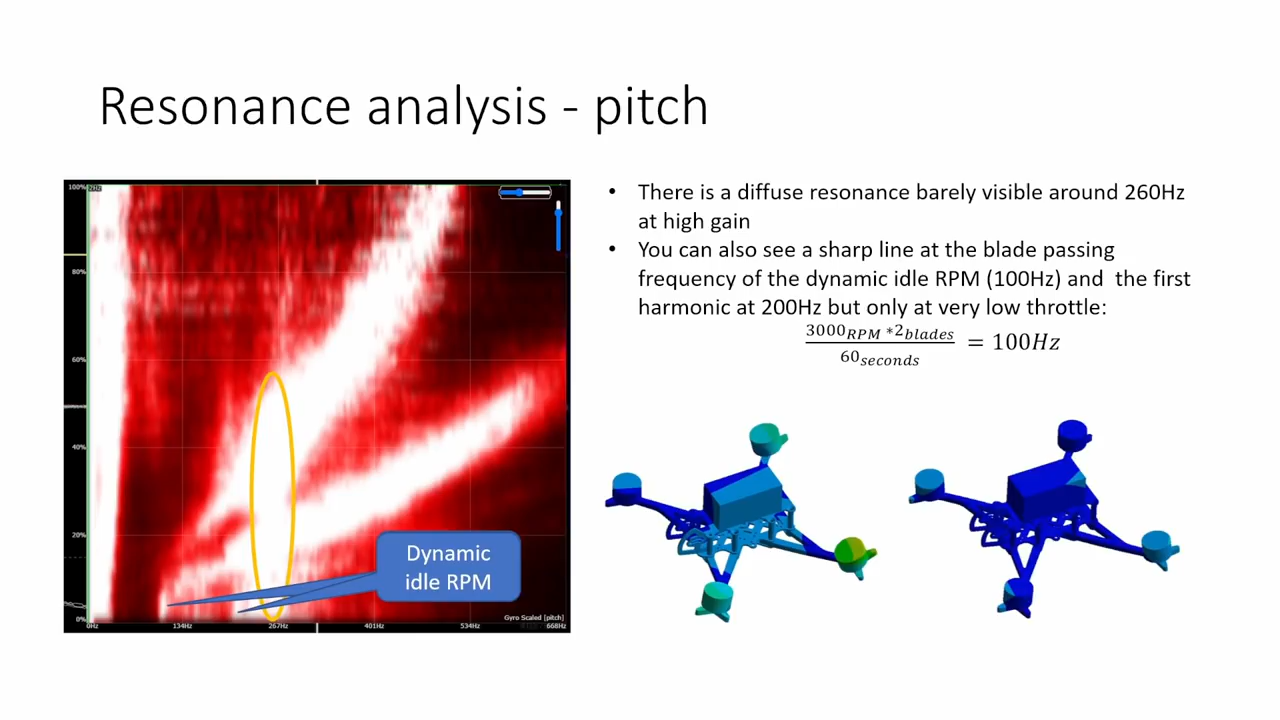 Resonance analysis - pitch
100%
80%
60%
40%
20%
0%
0Hz
134Hz
267Hz
401Hz
534Hz
668Hz
Gyro Scaled [pitch]
Dynamic
idle RPM
• There is a diffuse resonance barely visible around 260Hz
at high gain
• You can also see a sharp line at the blade passing
frequency of the dynamic idle RPM (100Hz) and the first
harmonic at 200Hz but only at very low throttle:
3000RPM *2blades
60seconds
= 100Hz